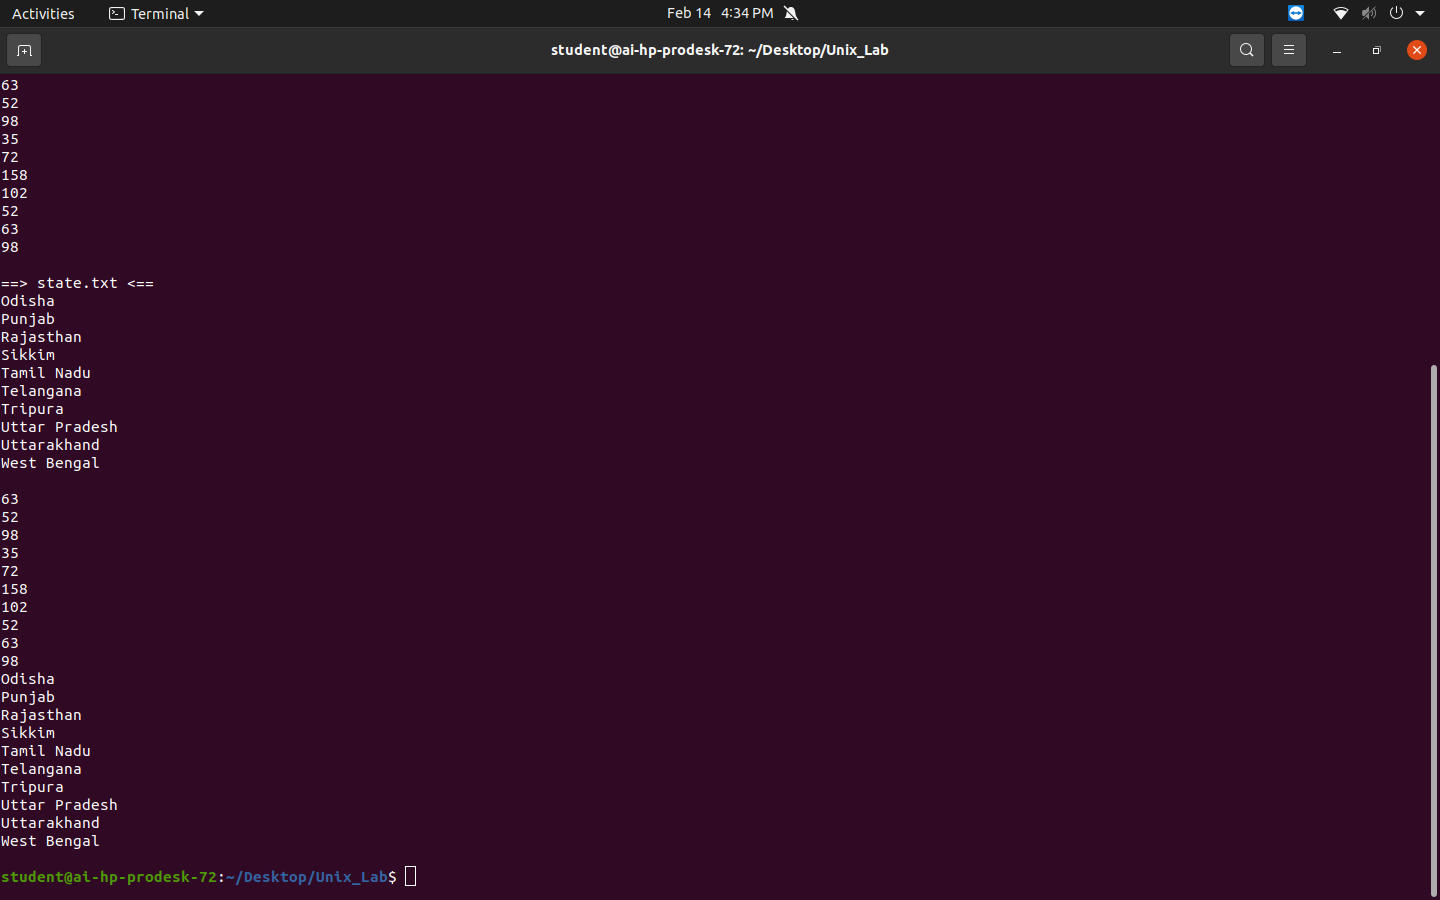 Activities Terminal Feb 14 4:34 PM
student@ai-hp-prodesk-72: ~/Desktop/Unix_Lab
63
52
98
35
72
158
102
52
63
98
==> state.txt <==
Odisha
Punjab
Rajasthan
Sikkim
Tamil Nadu
Telangana
Tripura
Uttar Pradesh
Uttarakhand
West Bengal
63
52
98
35
72
158
102
52
63
98
Odisha
Punjab
Rajasthan
Sikkim
Tamil Nadu
Telangana
Tripura
Uttar Pradesh
Uttarakhand
West Bengal
student@ai-hp-prodesk-72:~/Desktop/Unix_Lab$